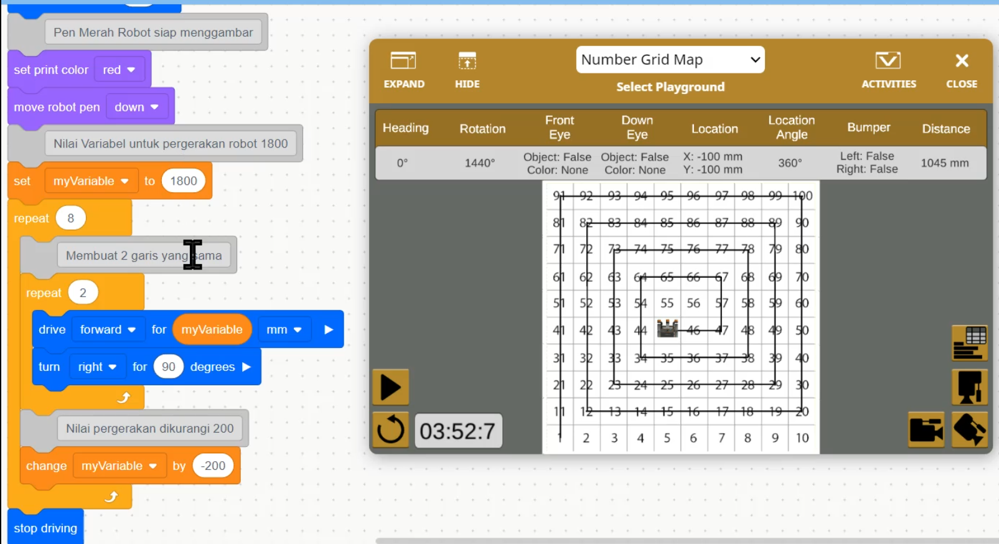 Pen Merah Robot siap menggambar
set print color red
move robot pen down
Nilai Variabel untuk pergerakan robot 1800
set myVariable to 1800
repeat 8
Membuat 2 garis yang sama
repeat 2
drive forward for myVariable mm
turn right for 90 degrees
Nilai pergerakan dikurangi 200
change myVariable by -200
stop driving
EXPAND
HIDE
Number Grid Map
Select Playground
ACTIVITIES
CLOSE
Heading Rotation Front Eye Down Eye Location Location Angle Bumper Distance
0° 1440° Object: False Object: False X: -100 mm 360° Left: False 1045 mm
Color: None Color: None Y: -100 mm Right: False
91 92 93 94 95 96 97 98 99 100
81 82 83 84 85 86 87 88 89 90
71 72 73 74 75 76 77 78 79 80
61 62 63 64 65 66 67 68 69 70
51 52 53 54 55 56 57 58 59 60
41 42 43 44 46 47 48 49 50
31 32 33 34 35 36 37 38 39 40
21 22 23 24 25 26 27 28 29 30
11 12 13 14 15 16 17 18 19 20
1 2 3 4 5 6 7 8 9 10
03:52:7